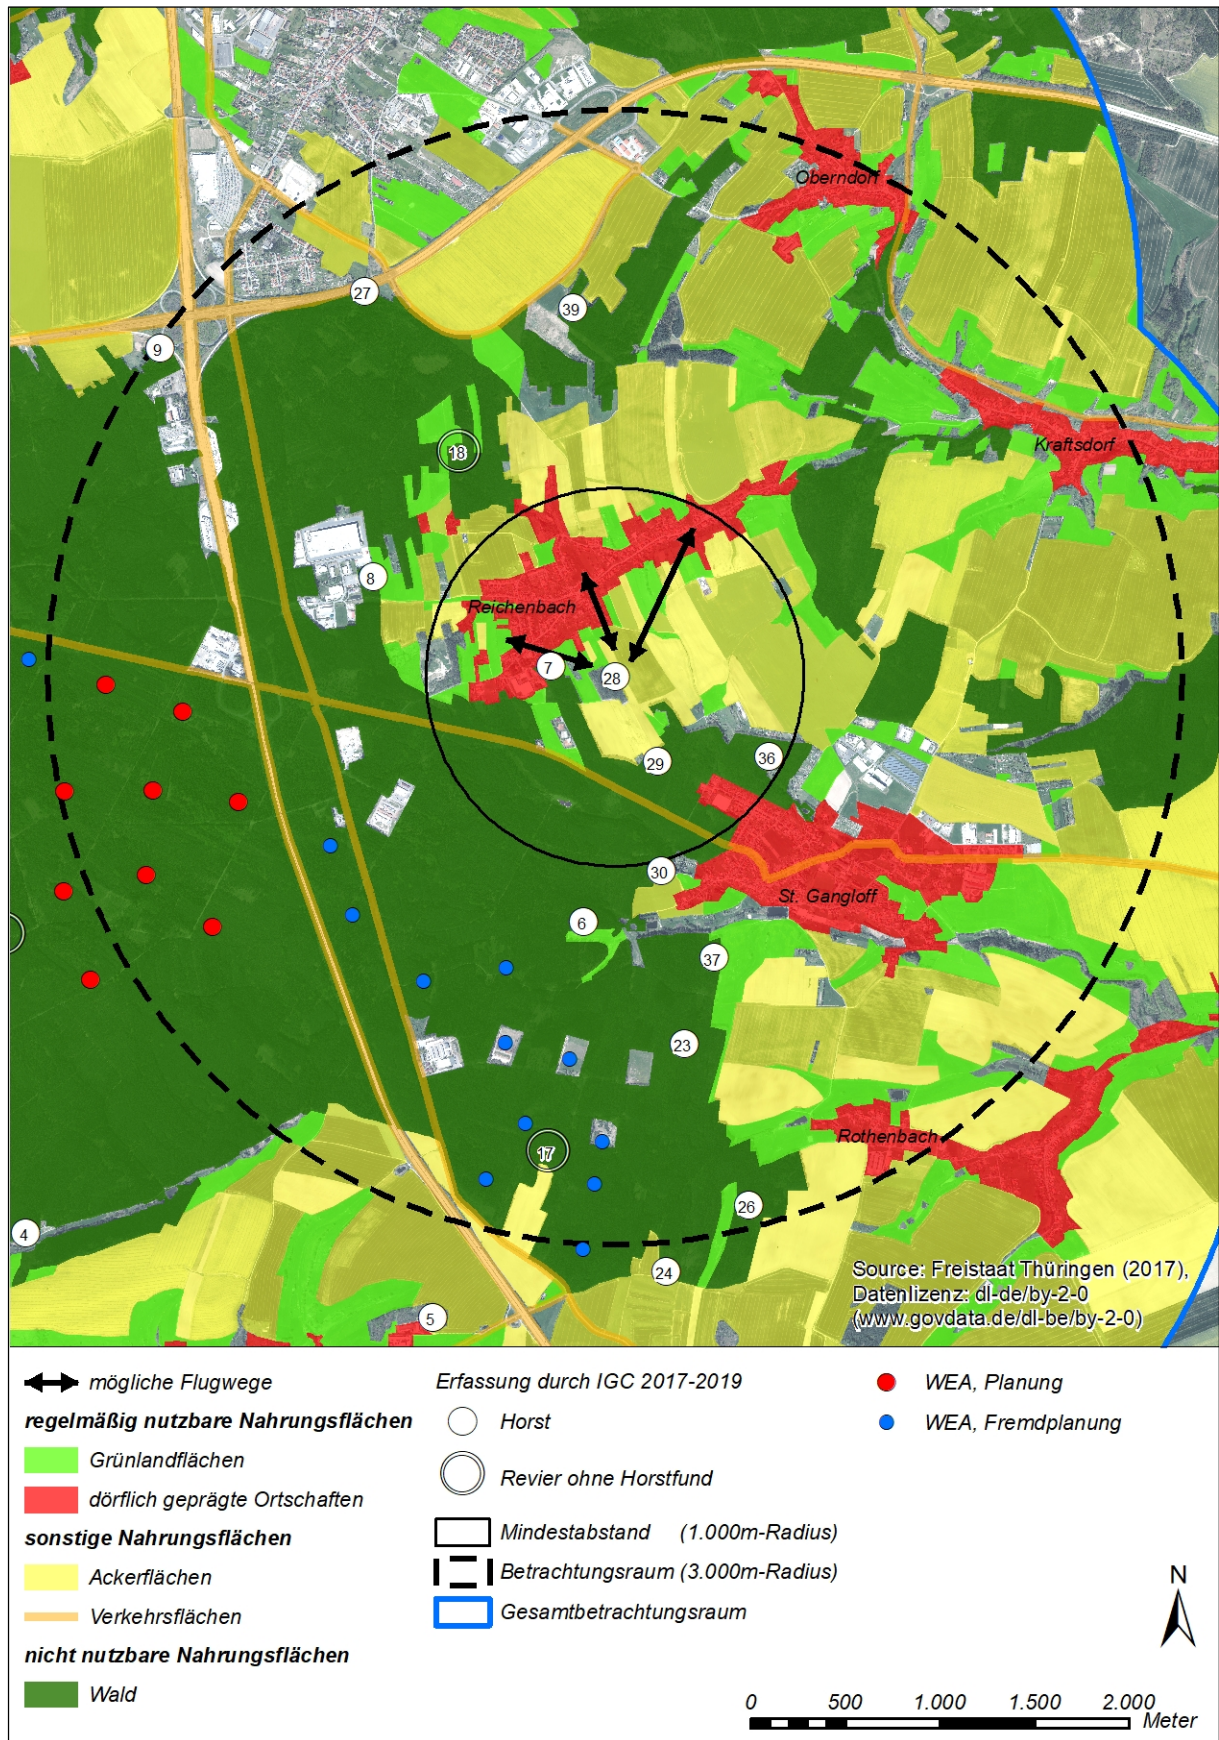 Oberndorf
27
39
9
Kraftsdorf
18
8
Reichenbach
7
28
29
36
30
St. Gangloff
6
37
23
Rothenbach
17
26
4
24
5
Source: Freistaat Thüringen (2017),
Datenlizenz: dl-de/by-2-0
(www.govdata.de/dl-be/by-2-0)
mögliche Flugwege
regelmäßig nutzbare Nahrungsflächen
Grünlandflächen
dörflich geprägte Ortschaften
sonstige Nahrungsflächen
Ackerflächen
Verkehrsflächen
nicht nutzbare Nahrungsflächen
Wald
Erfassung durch IGC 2017-2019
Horst
Revier ohne Horstfund
Mindestabstand (1.000m-Radius)
Betrachtungsraum (3.000m-Radius)
Gesamtbetrachtungsraum
WEA, Planung
WEA, Fremdplanung
N
0 500 1.000 1.500 2.000
Meter